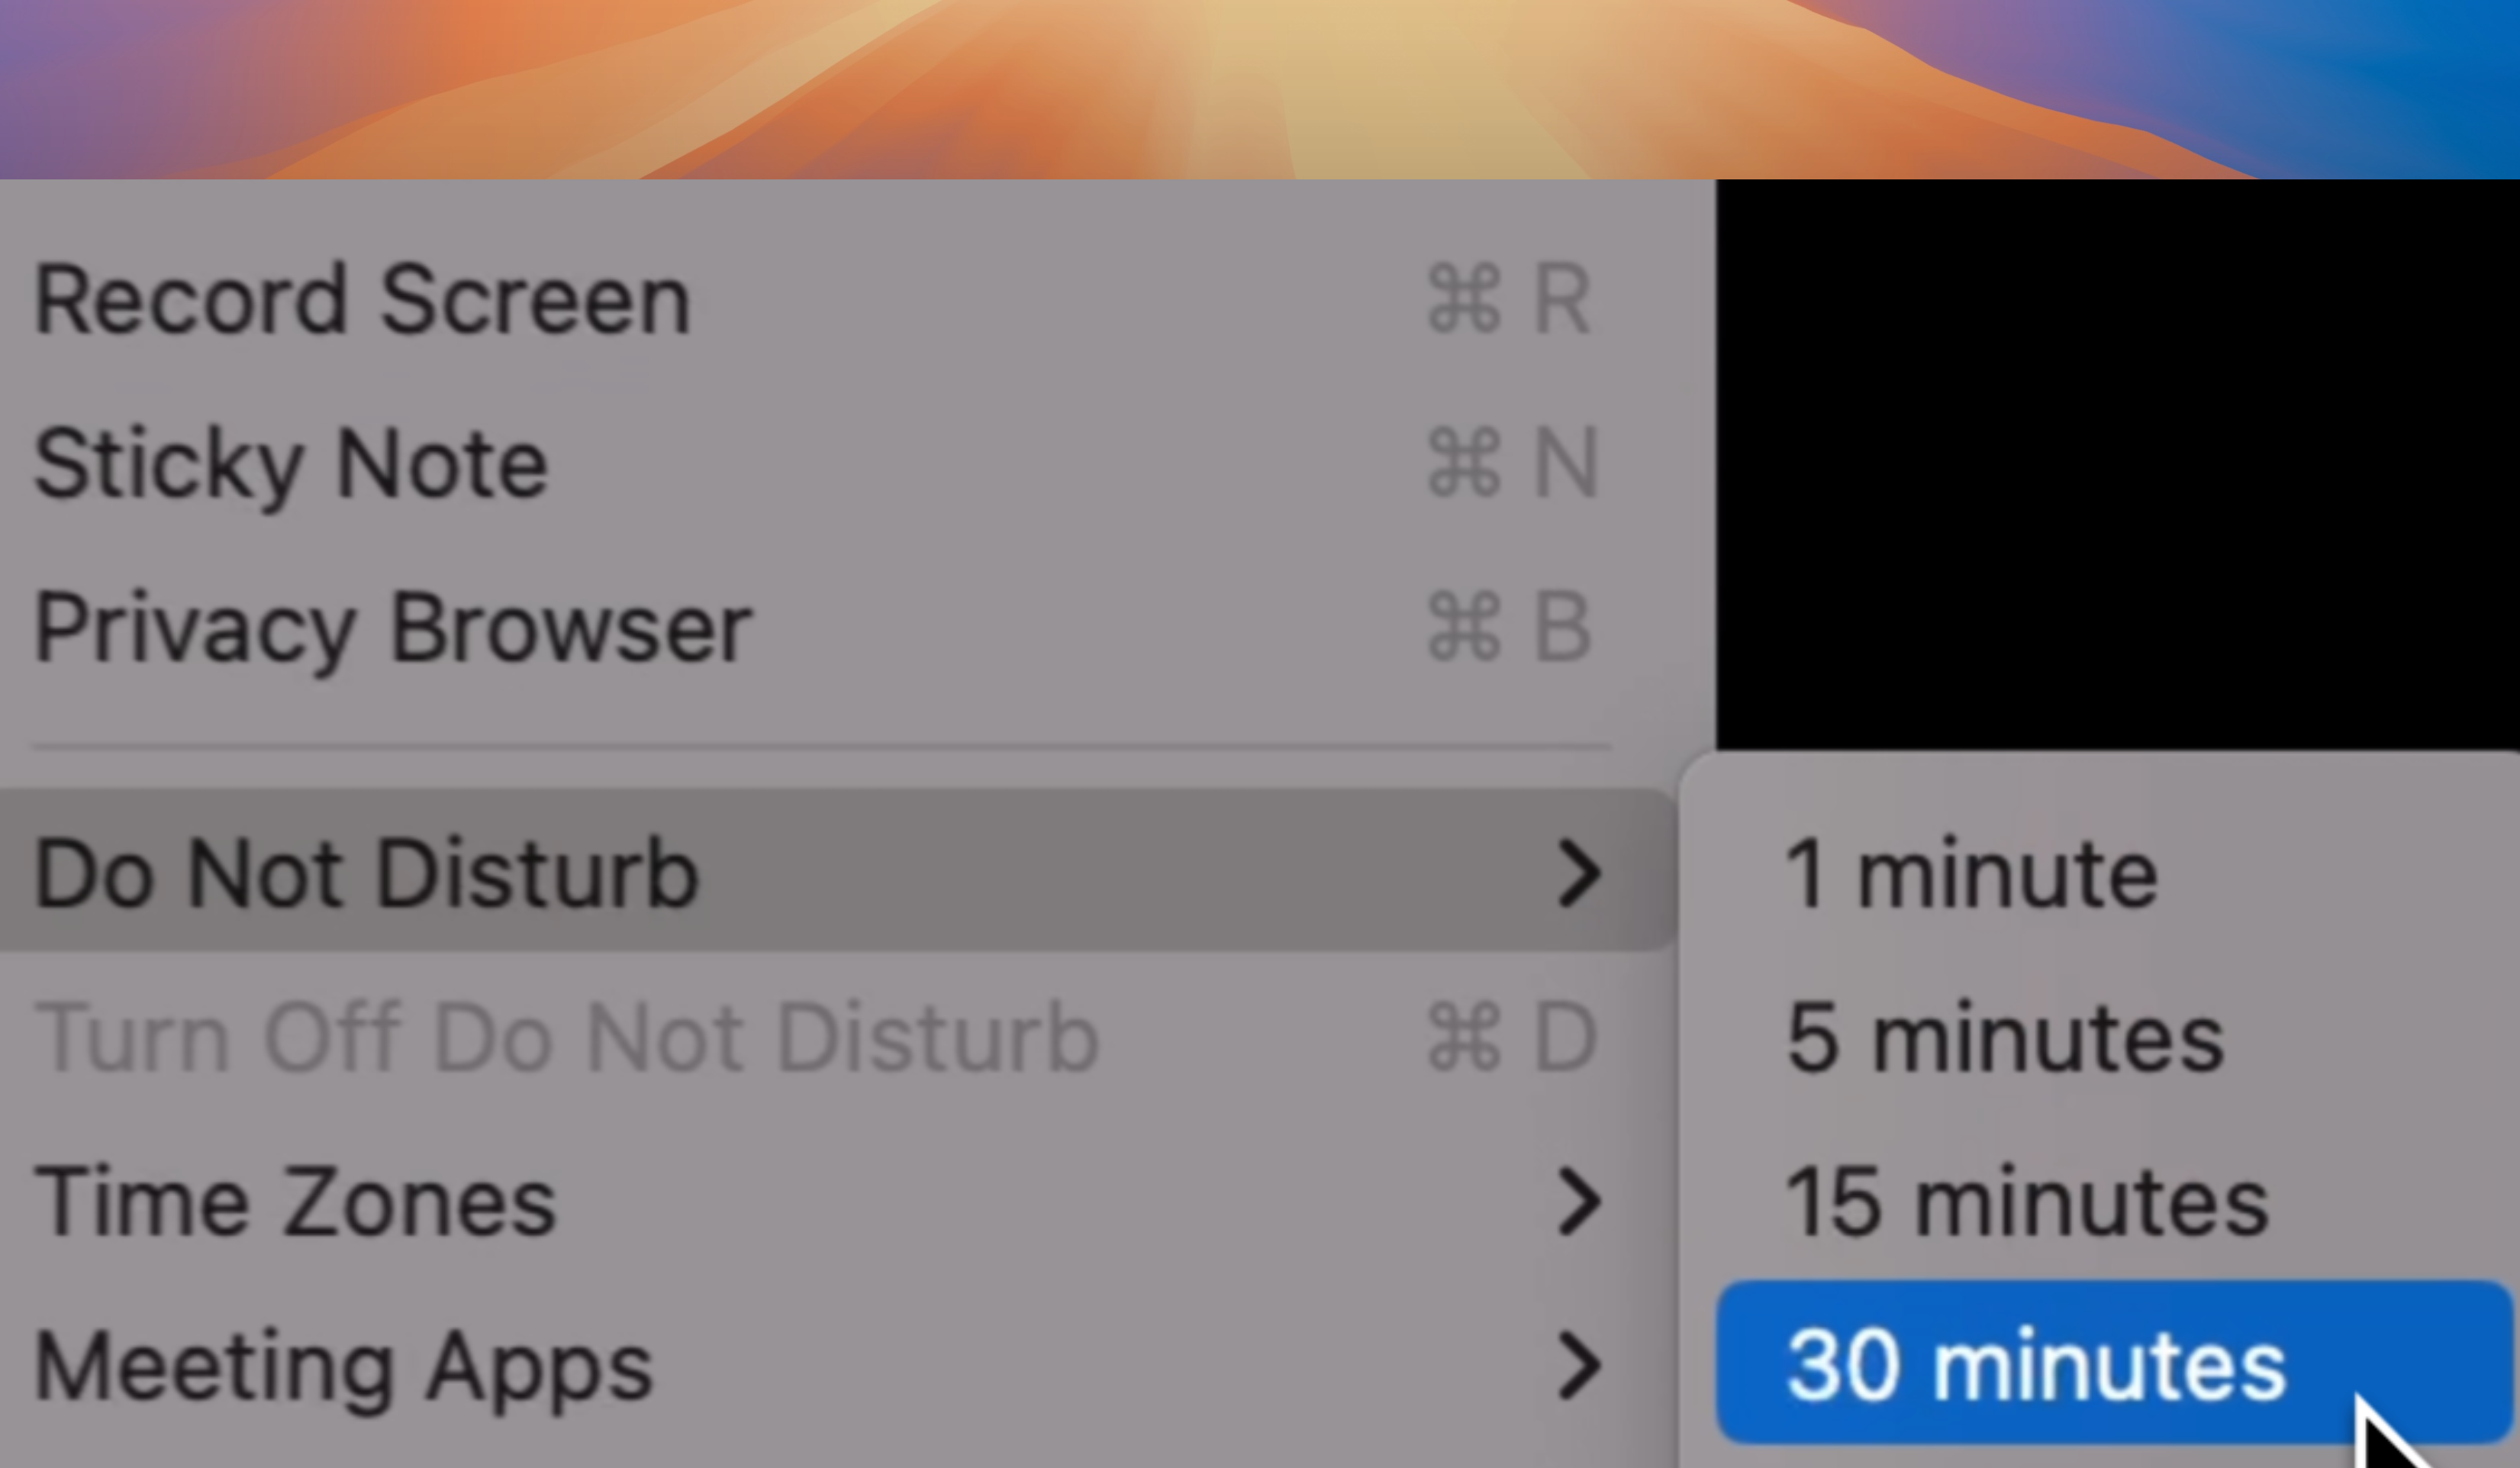 Record Screen ⌘ R
Sticky Note ⌘ N
Privacy Browser ⌘ B
Do Not Disturb
Turn Off Do Not Disturb ⌘ D
Time Zones
Meeting Apps
1 minute
5 minutes
15 minutes
30 minutes